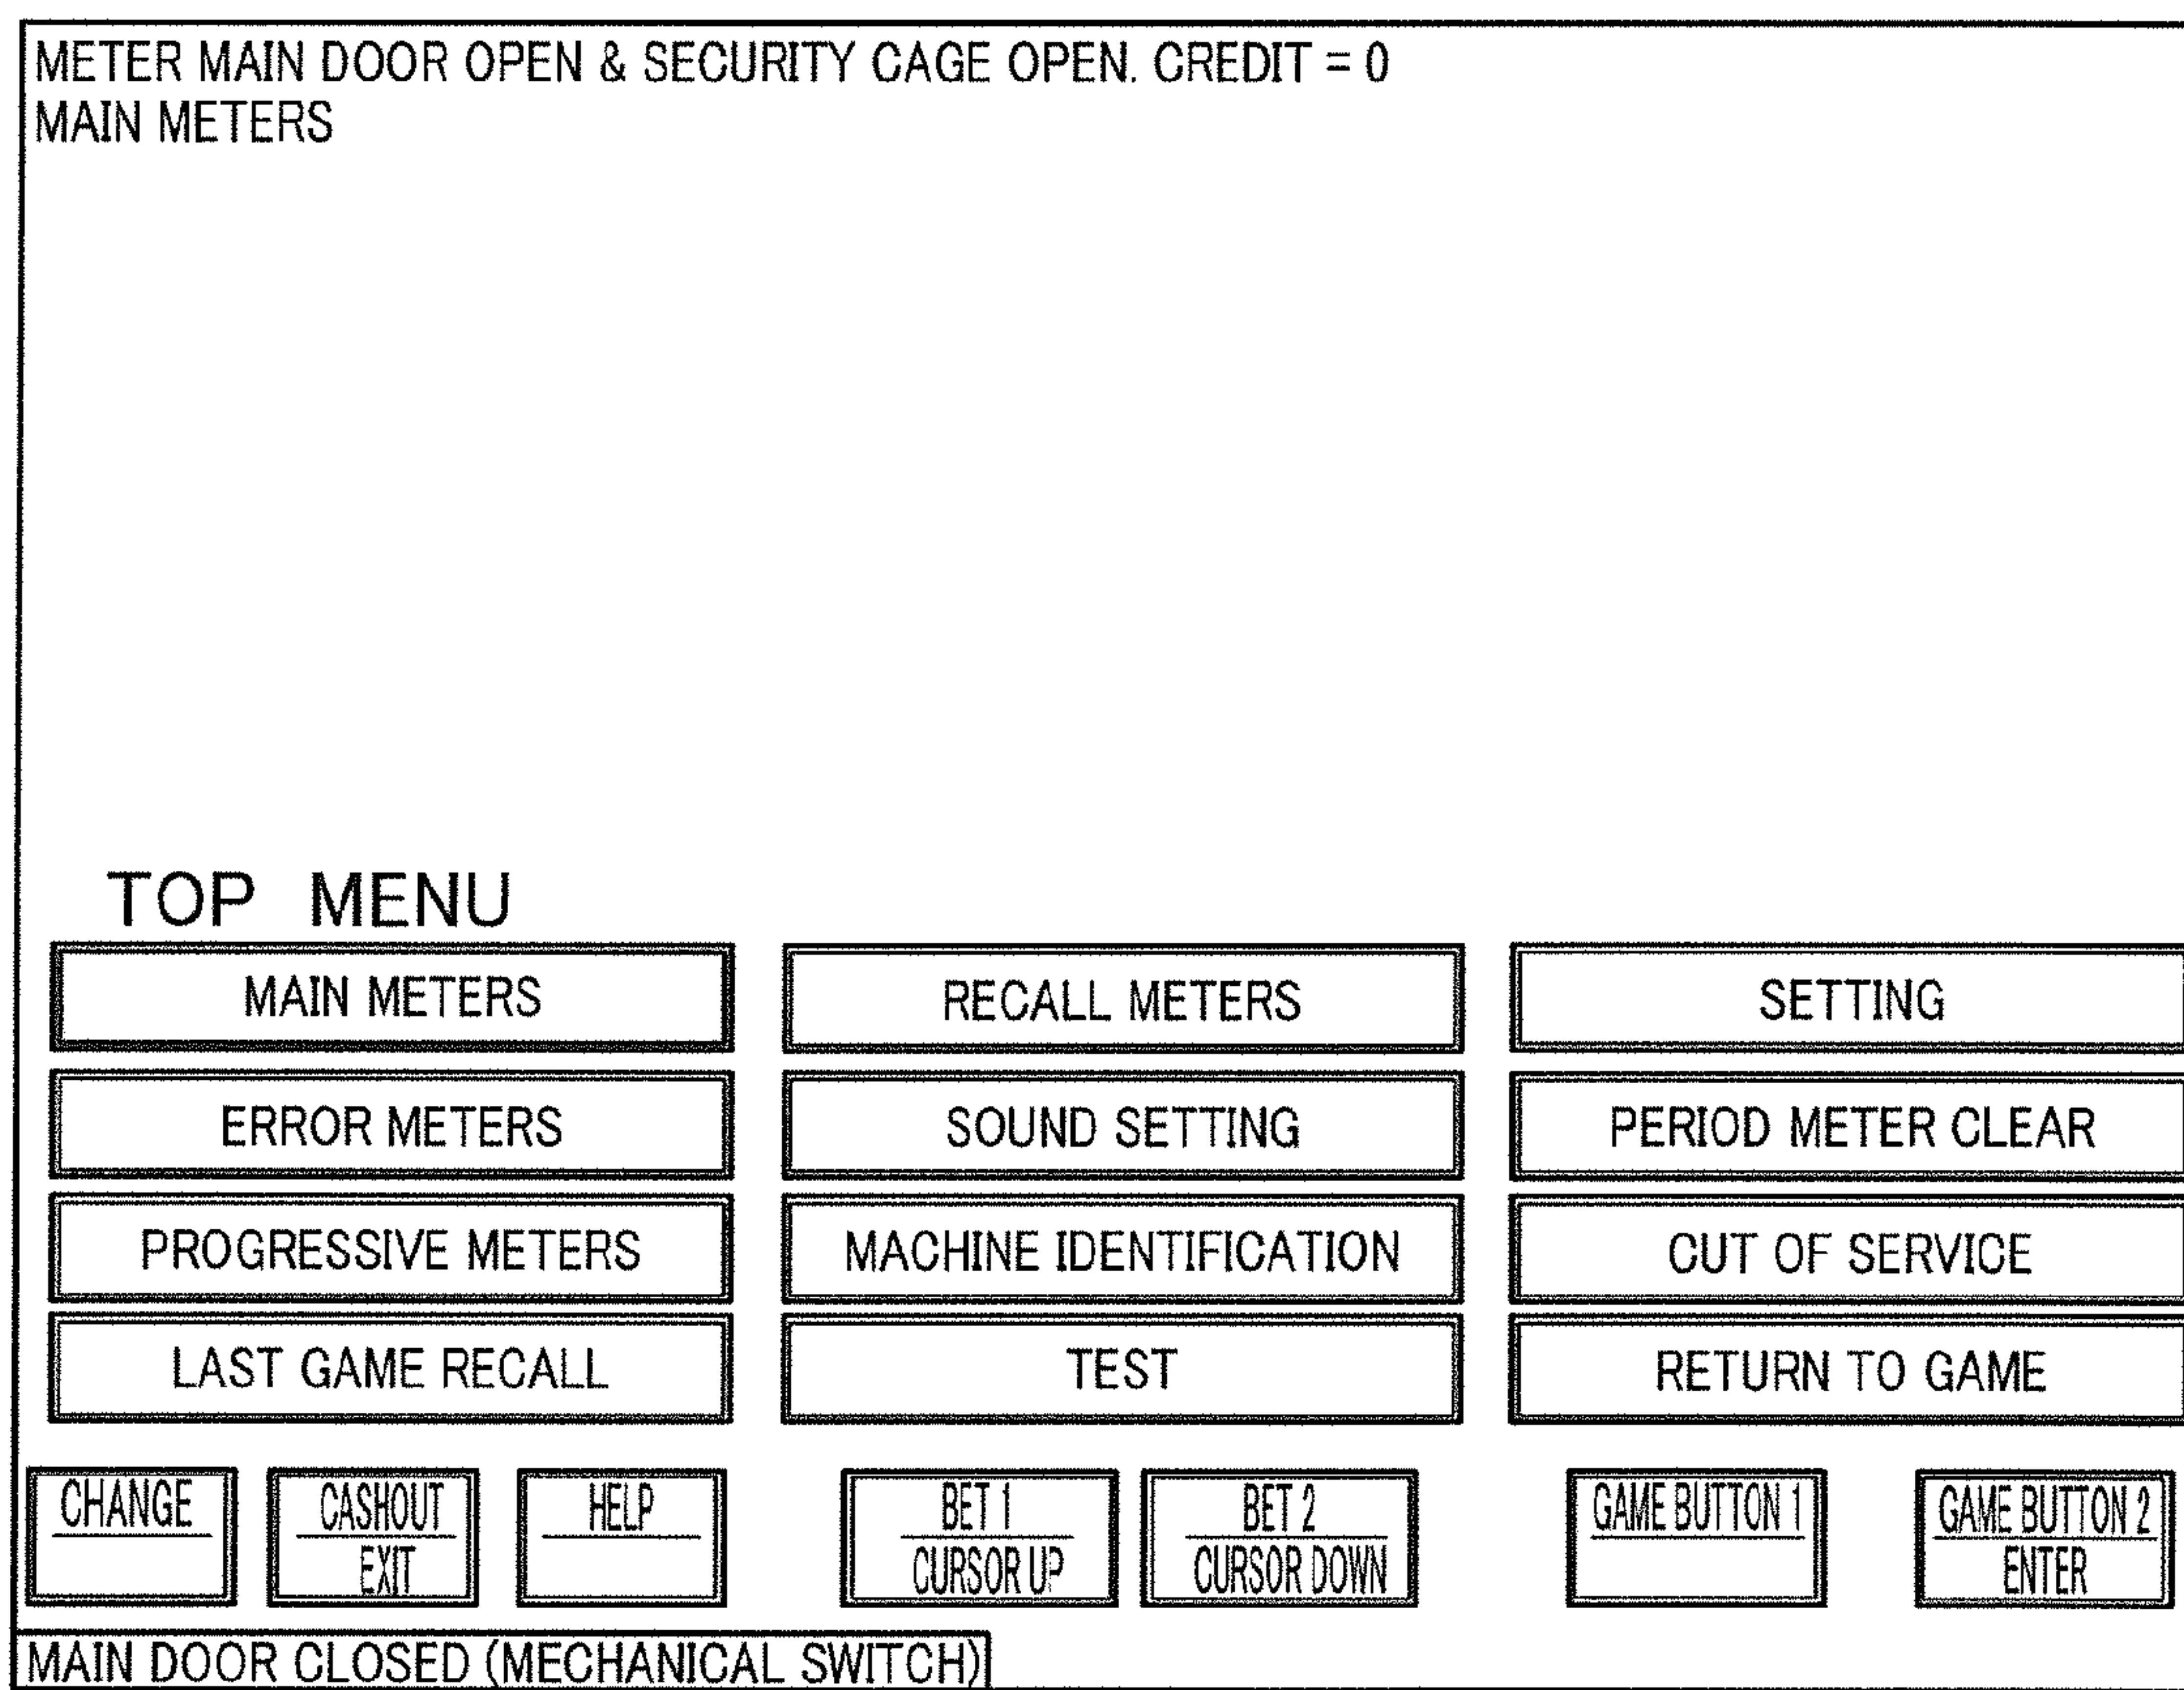 METER MAIN DOOR OPEN & SECURITY CAGE OPEN. CREDIT = 0
MAIN METERS
TOP MENU
MAIN METERS RECALL METERS SETTING
ERROR METERS SOUND SETTING PERIOD METER CLEAR
PROGRESSIVE METERS MACHINE IDENTIFICATION CUT OF SERVICE
LAST GAME RECALL TEST RETURN TO GAME
CHANGE CASHOUT HELP BET 1 BET 2 GAME BUTTON 1 GAME BUTTON 2
EXIT CURSOR UP CURSOR DOWN ENTER
MAIN DOOR CLOSED (MECHANICAL SWITCH)